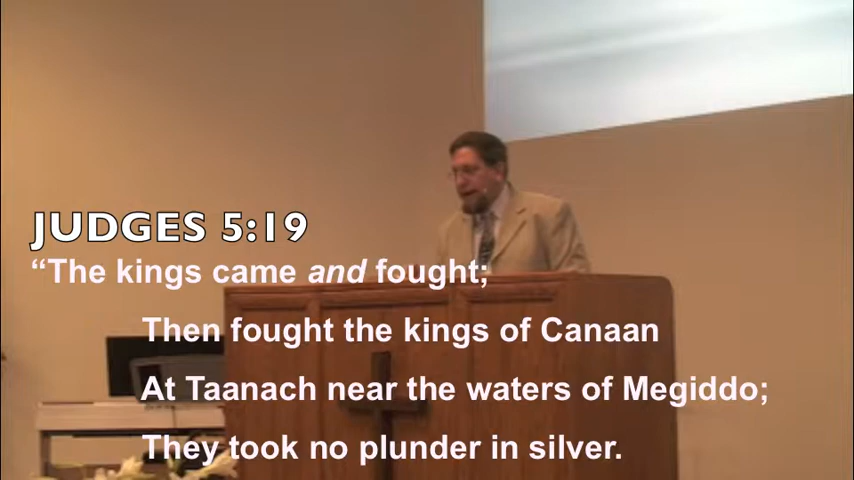 JUDGES 5:19
“The kings came and fought;
Then fought the kings of Canaan
At Taanach near the waters of Megiddo;
They took no plunder in silver.